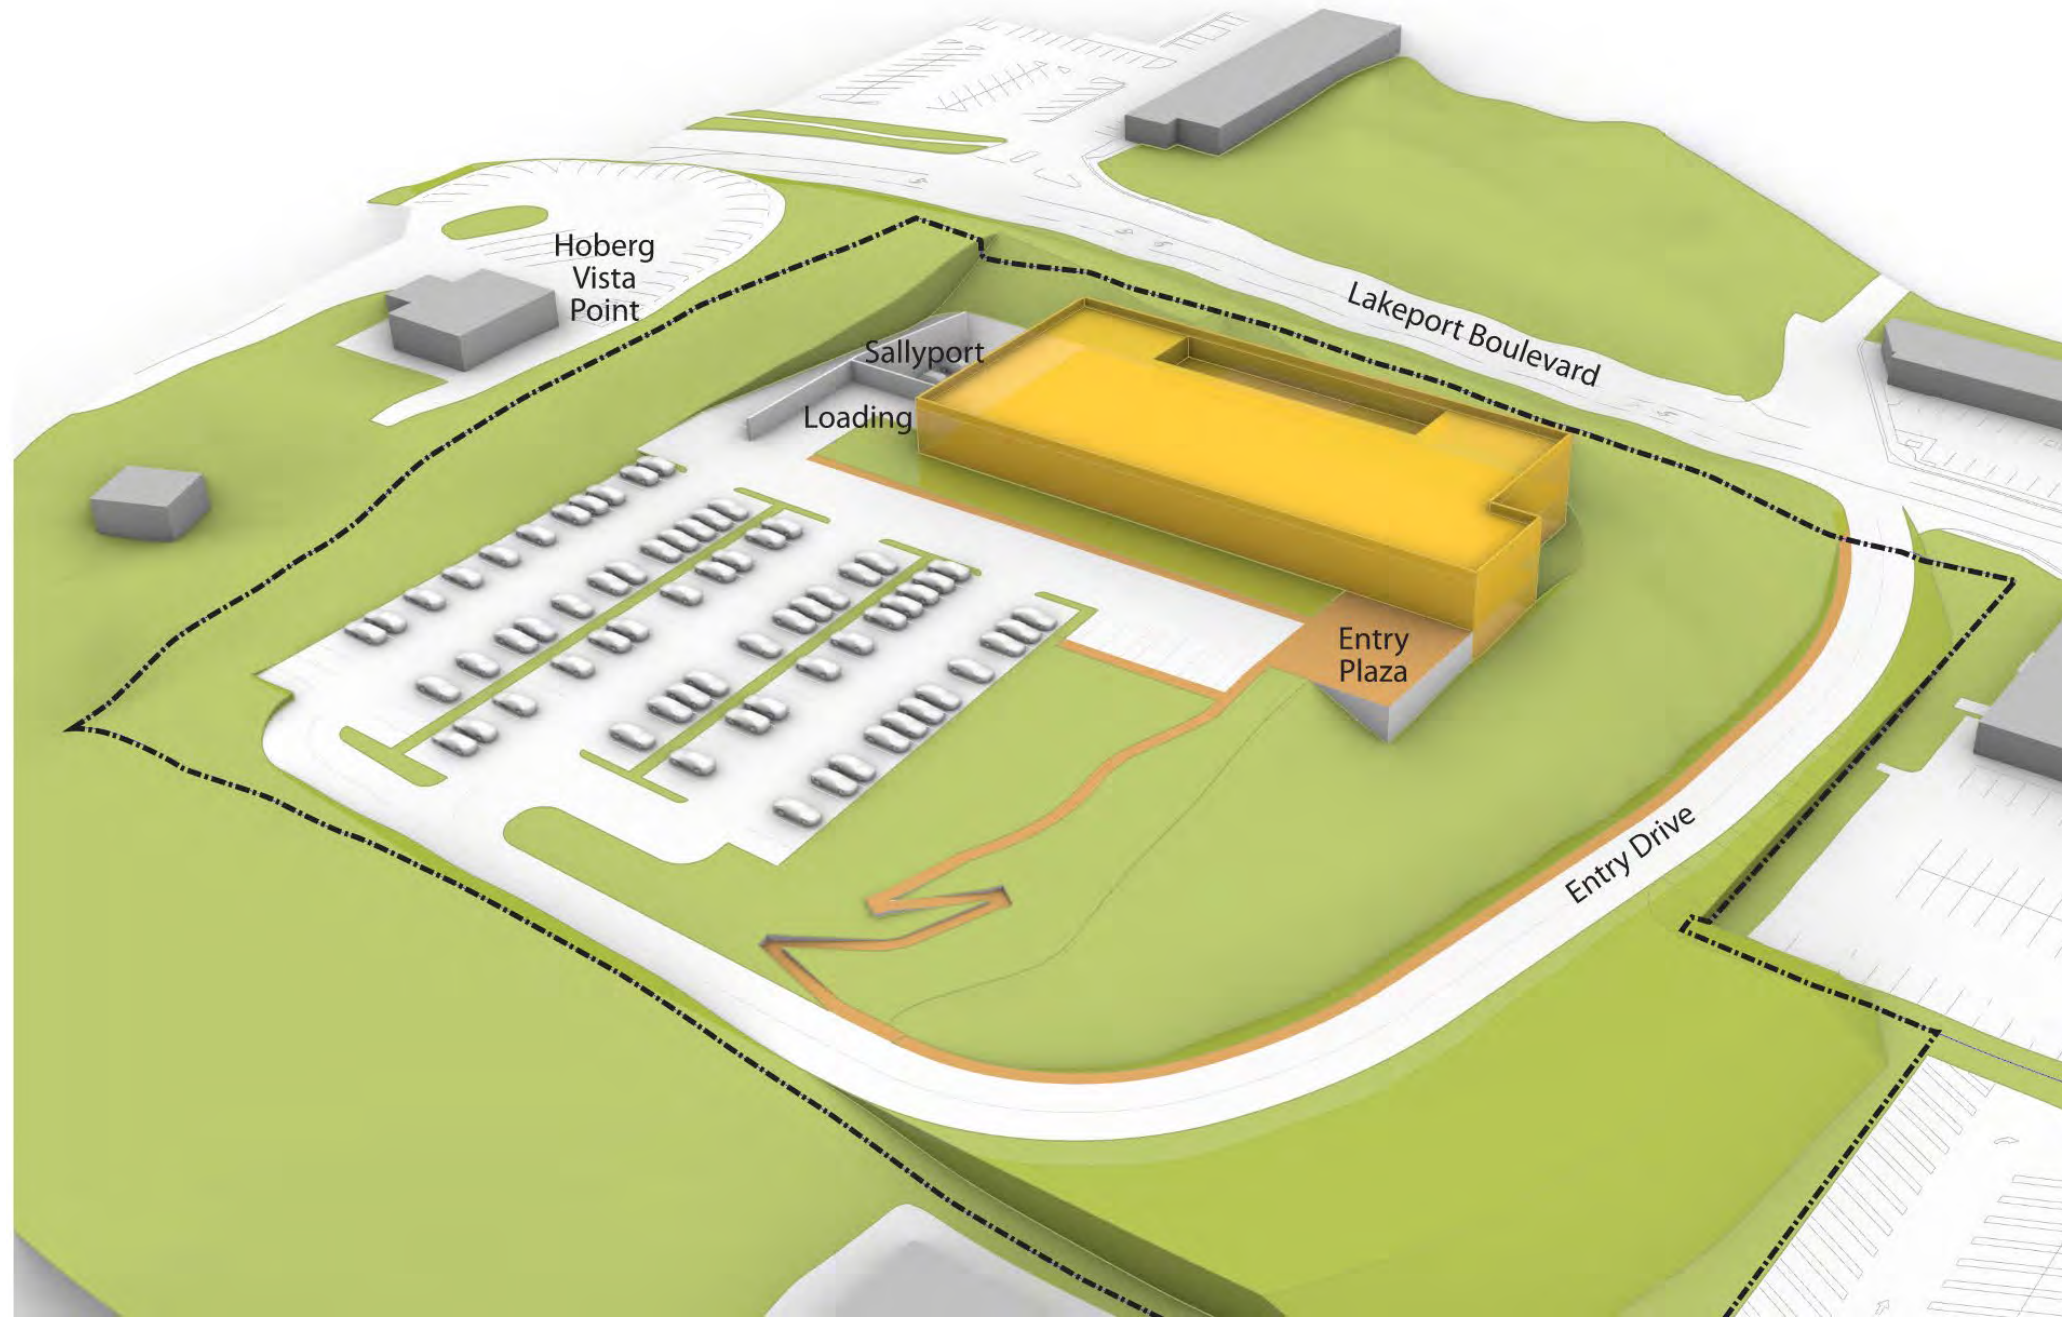 Hoberg
Vista
Point
Lakeport Boulevard
Sallyport
Loading
Entry
Plaza
Entry Drive